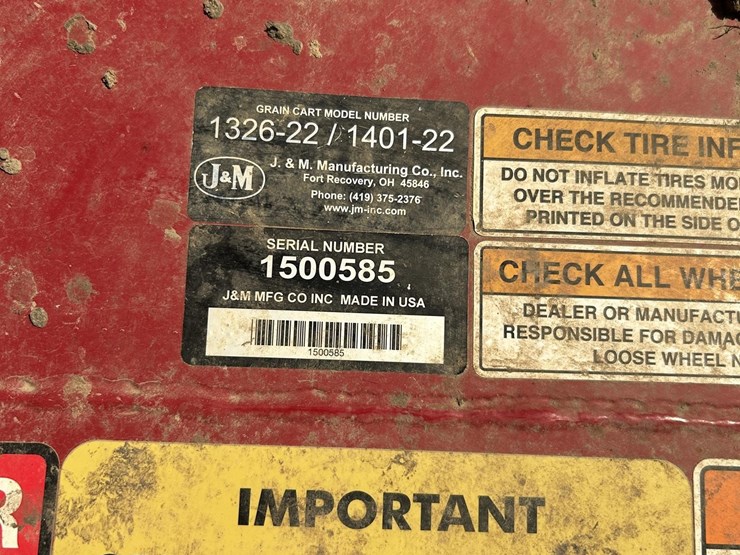 GRAIN CART MODEL NUMBER
1326-22 / 1401-22
J&M
J. & M. Manufacturing Co., Inc.
Fort Recovery, OH 45846
Phone: (419) 375-2376
www.jm-inc.com
SERIAL NUMBER
1500585
J&M MFG CO INC MADE IN USA
1500585
CHECK TIRE INF
DO NOT INFLATE TIRES MO
OVER THE RECOMMENDE
PRINTED ON THE SIDE O
CHECK ALL WHE
DEALER OR MANUFACTU
RESPONSIBLE FOR DAMAG
LOOSE WHEEL N
R
IMPORTANT